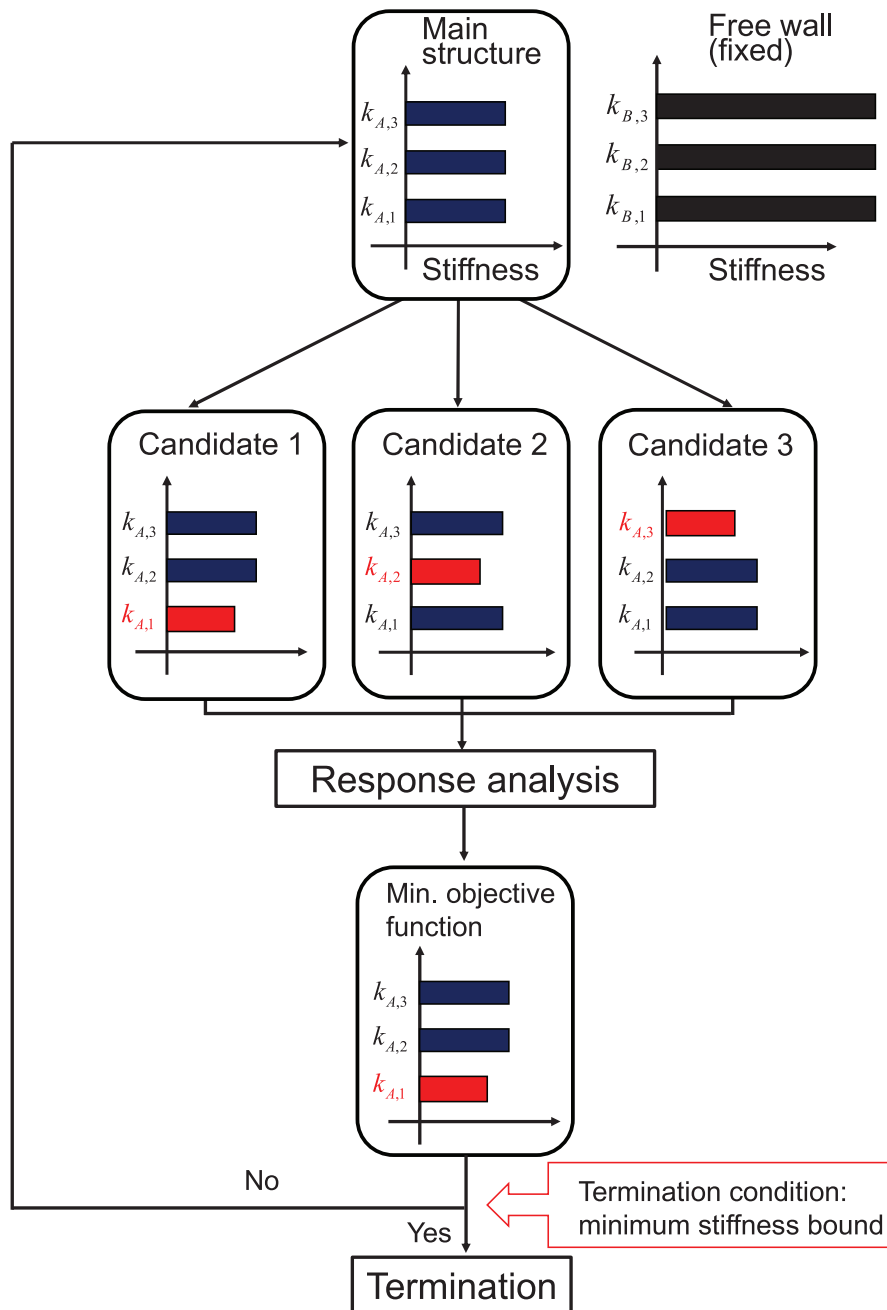 Main
structure
k_{A,3}
k_{A,2}
k_{A,1}
Stiffness
Free wall
(fixed)
k_{B,3}
k_{B,2}
k_{B,1}
Stiffness
Candidate 1
k_{A,3}
k_{A,2}
k_{A,1}
Candidate 2
k_{A,3}
k_{A,2}
k_{A,1}
Candidate 3
k_{A,3}
k_{A,2}
k_{A,1}
Response analysis
Min. objective
function
k_{A,3}
k_{A,2}
k_{A,1}
No
Termination condition:
minimum stiffness bound
Yes
Termination